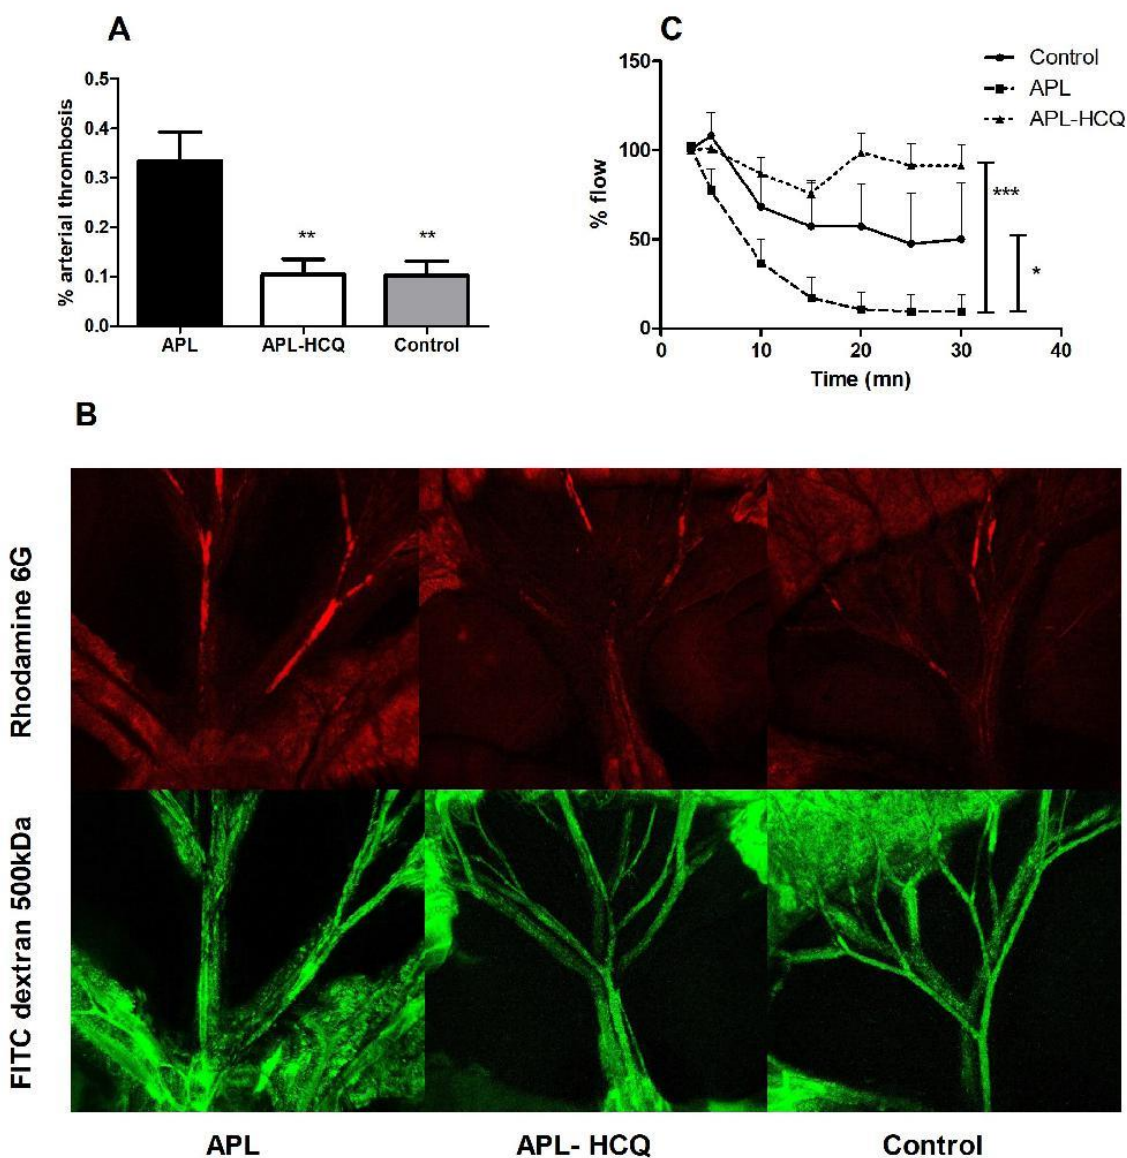 A
% arterial thrombosis
0.5
0.4
0.3
0.2
0.1
0.0
**
**
APL
APL-HCQ
Control
C
Control
APL
APL-HCQ
% flow
150
100
50
0
***
*
0
10
20
30
40
Time (mn)
B
Rhodamine 6G
FITC dextran 500kDa
APL
APL- HCQ
Control